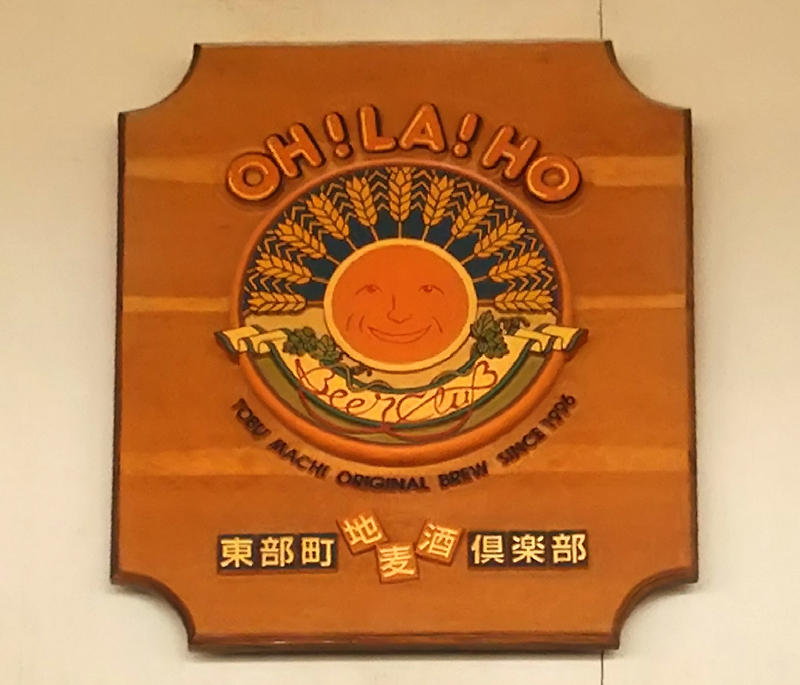 OH!LA!HO
Beer Club
TOBU MACHI ORIGINAL BREW SINCE 1996
東部町地麦酒倶楽部